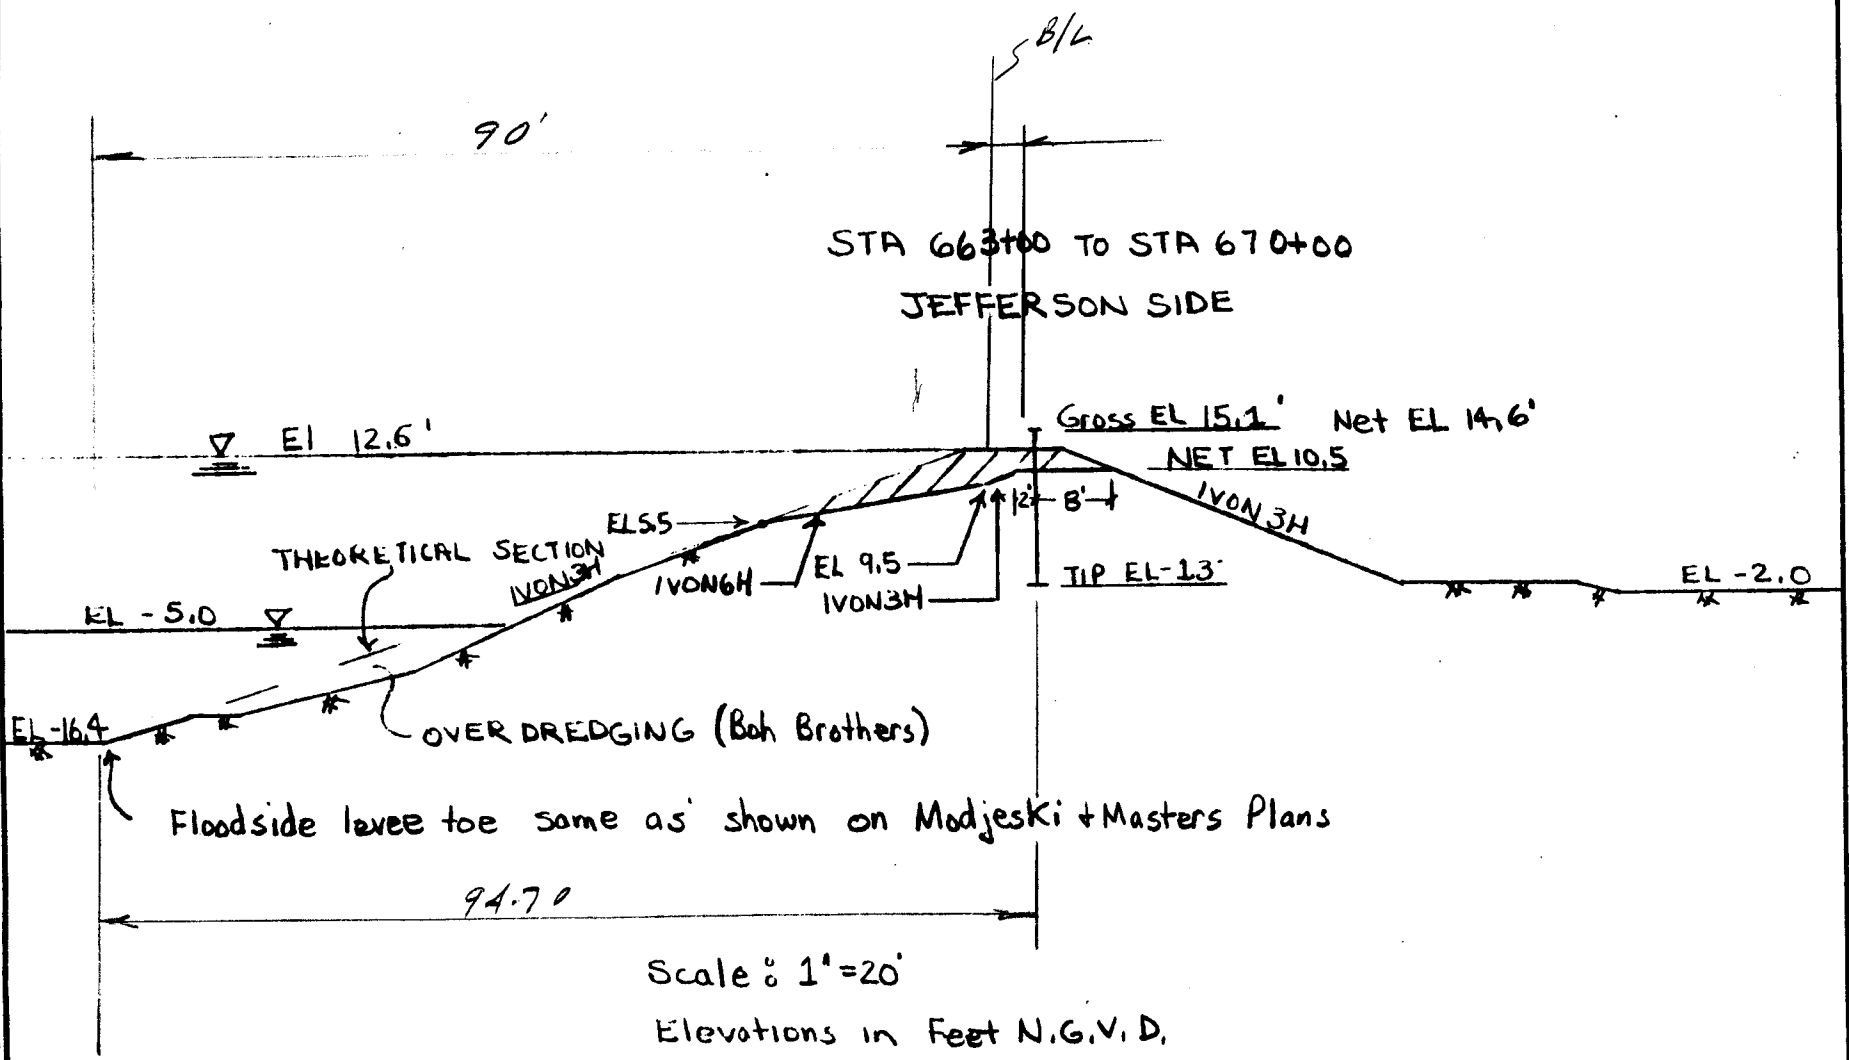 B/L
90'
STA 663+00 TO STA 670+00
JEFFERSON SIDE
Gross EL 15.1' Net EL 14.6'
El 12.6'
NET EL 10.5
12' 8'
1VON3H
EL5.5
THEORETICAL SECTION
1VON3H
1VON6H
EL 9.5
1VON3H
TIP EL-13
EL -2.0
EL -5.0
EL -16.4
OVER DREDGING (Boh Brothers)
Floodside levee toe same as shown on Modjeski + Masters Plans
94.70
Scale: 1"=20'
Elevations in Feet N.G.V.D.